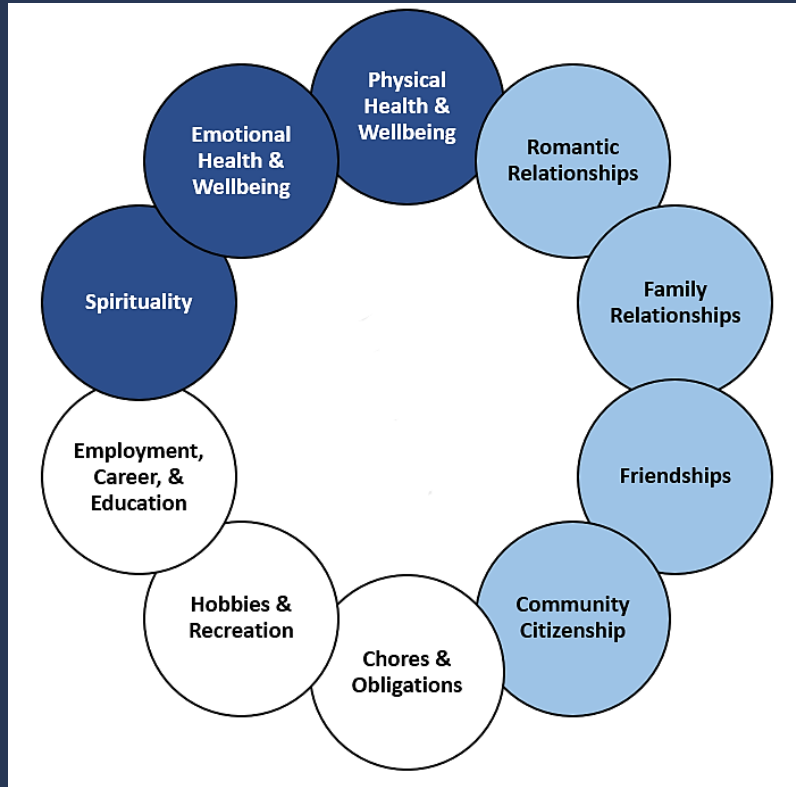 Physical
Health &
Wellbeing
Romantic
Relationships
Family
Relationships
Friendships
Community
Citizenship
Chores &
Obligations
Hobbies &
Recreation
Employment,
Career, &
Education
Spirituality
Emotional
Health &
Wellbeing